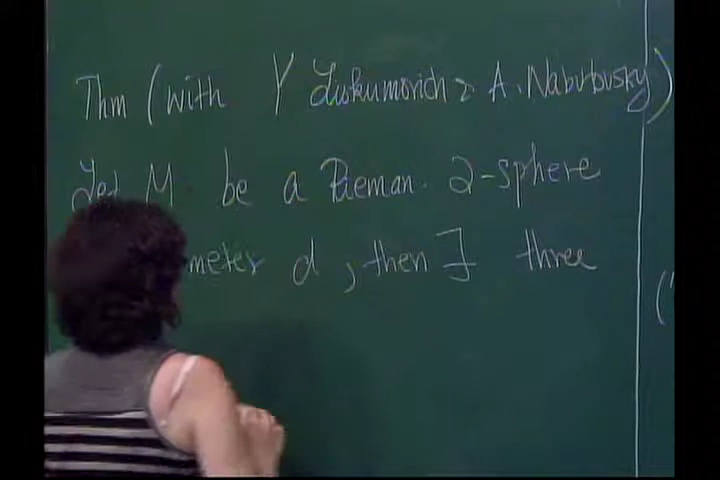 Thm (with Y Liokumovich, A. Nabutovsky)
Let M be a Rieman. 2-sphere
meter d, then ∃ three